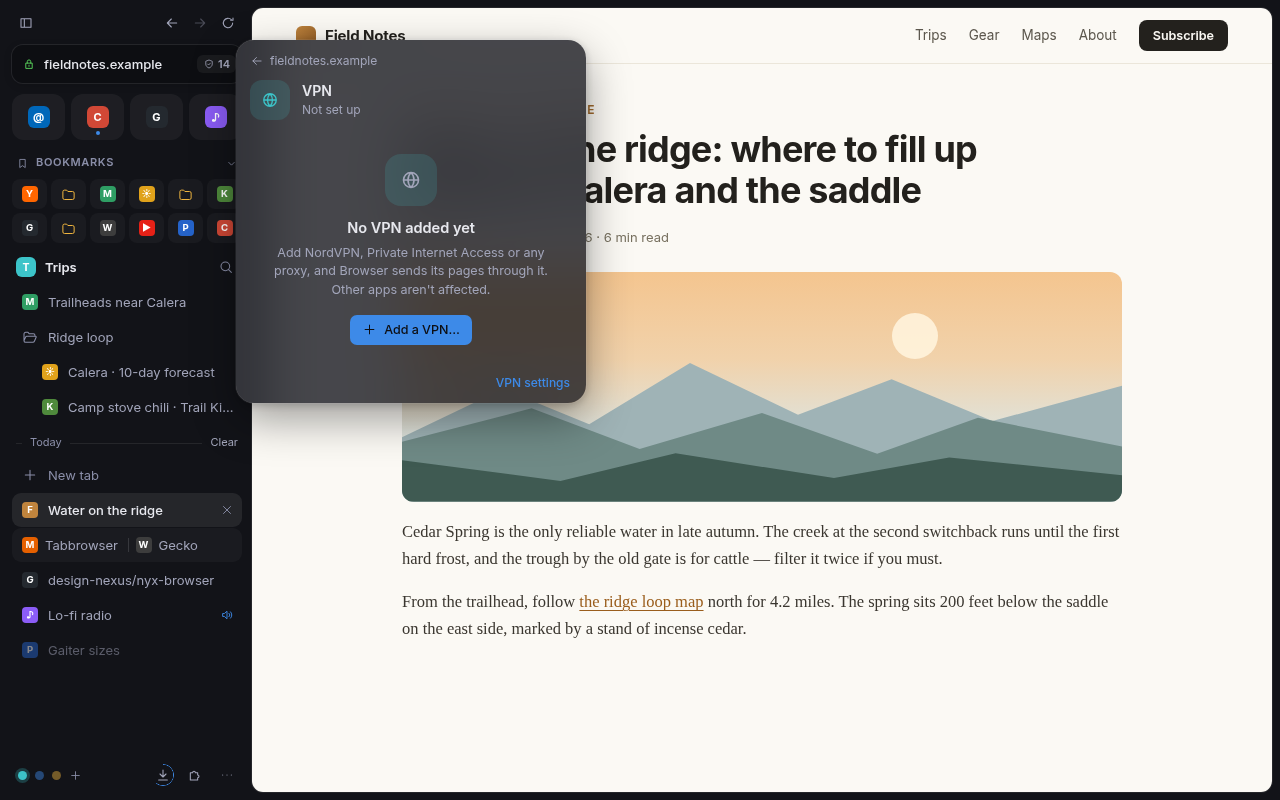 fieldnotes.example
14
@
C
G
BOOKMARKS
Y
M
K
G
W
P
C
T
Trips
M
Trailheads near Calera
Ridge loop
Calera · 10-day forecast
K
Camp stove chili · Trail Ki...
Today
Clear
New tab
F
Water on the ridge
M
Tabbrowser
W
Gecko
G
design-nexus/nyx-browser
Lo-fi radio
P
Gaiter sizes
fieldnotes.example
VPN
Not set up
No VPN added yet
Add NordVPN, Private Internet Access or any
proxy, and Browser sends its pages through it.
Other apps aren't affected.
Add a VPN...
VPN settings
Field Notes
Trips
Gear
Maps
About
Subscribe
E
ridge: where to fill up
and the saddle
6 · 6 min read
Cedar Spring is the only reliable water in late autumn. The creek at the second switchback runs until the first
hard frost, and the trough by the old gate is for cattle — filter it twice if you must.
From the trailhead, follow the ridge loop map north for 4.2 miles. The spring sits 200 feet below the saddle
on the east side, marked by a stand of incense cedar.